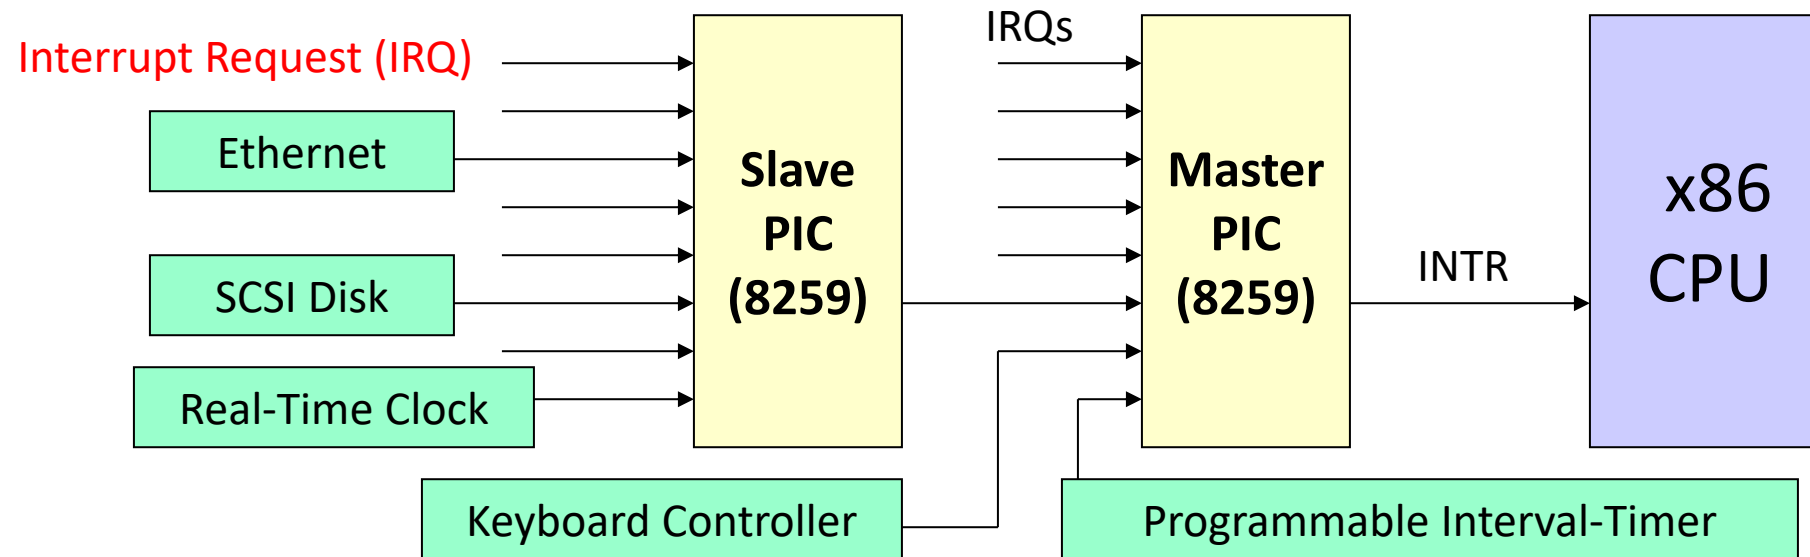 Interrupt Request (IRQ)
IRQs
Ethernet
SCSI Disk
Real-Time Clock
Slave
PIC
(8259)
Master
PIC
(8259)
INTR
x86
CPU
Keyboard Controller
Programmable Interval-Timer